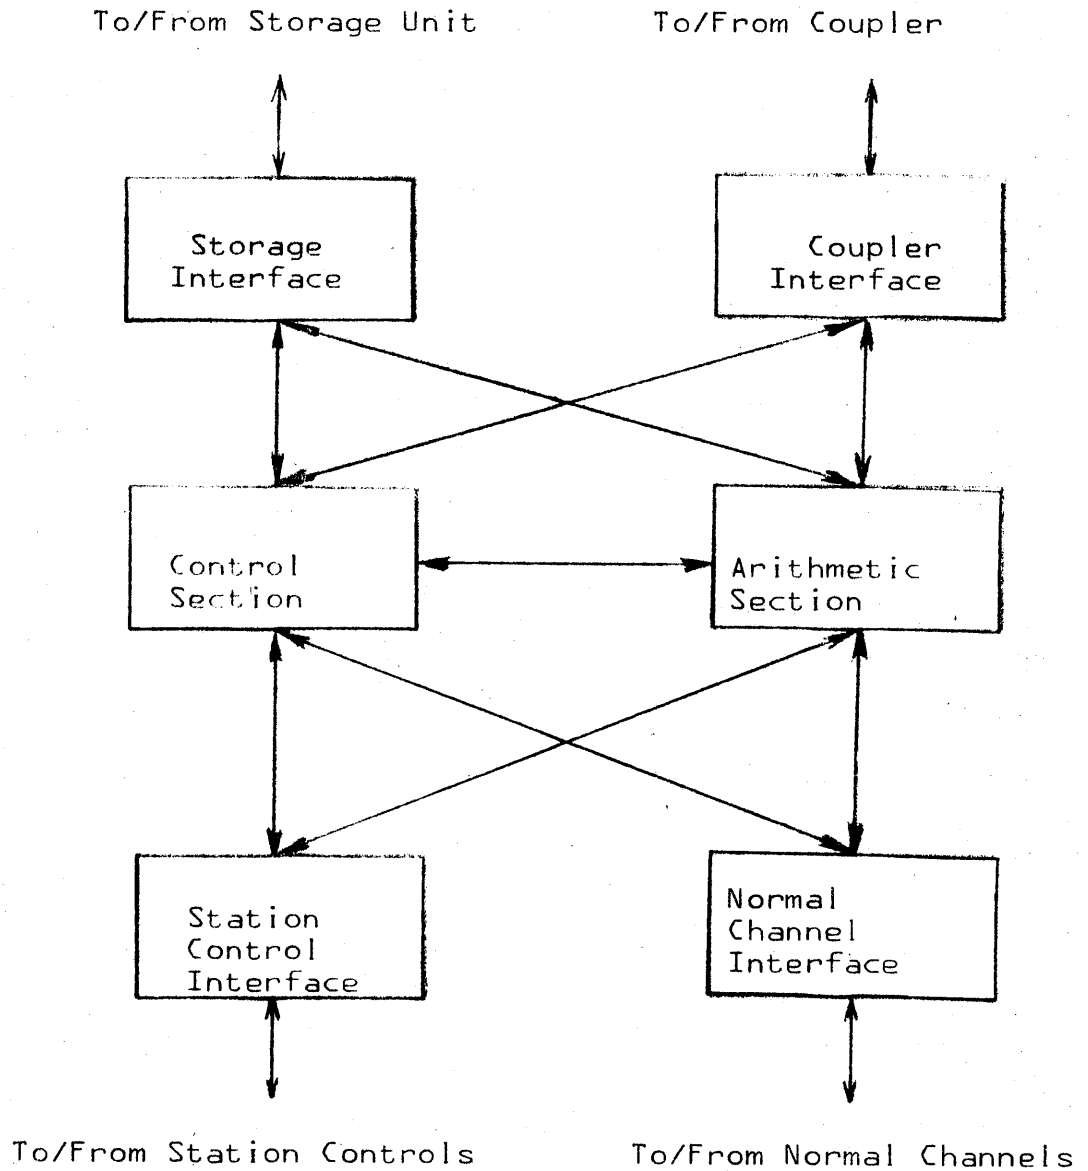 To/From Storage Unit
To/From Coupler
Storage
Interface
Coupler
Interface
Control
Section
Arithmetic
Section
Station
Control
Interface
Normal
Channel
Interface
To/From Station Controls
To/From Normal Channels